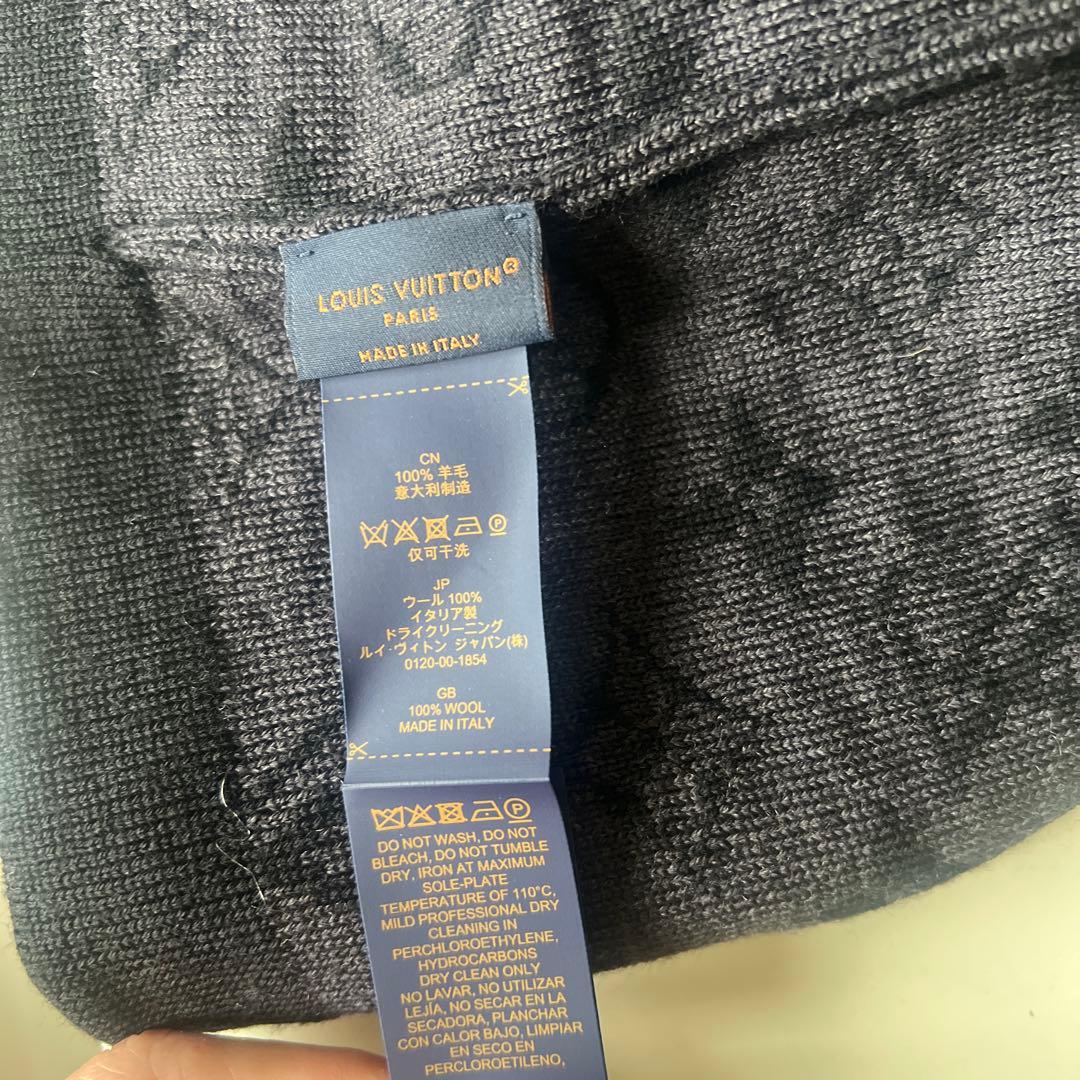 LOUIS VUITTON®
PARIS
MADE IN ITALY
CN
100% 羊毛
意大利制造
仅可干洗
JP
ウール 100%
イタリア製
ドライクリーニング
ルイ・ヴィトン ジャパン(株)
0120-00-1854
GB
100% WOOL
MADE IN ITALY
DO NOT WASH, DO NOT
BLEACH, DO NOT TUMBLE
DRY, IRON AT MAXIMUM
SOLE-PLATE
TEMPERATURE OF 110°C,
MILD PROFESSIONAL DRY
CLEANING IN
PERCHLOROETHYLENE,
HYDROCARBONS
DRY CLEAN ONLY
NO LAVAR, NO UTILIZAR
LEJÍA, NO SECAR EN LA
SECADORA, PLANCHAR
CON CALOR BAJO, LIMPIAR
EN SECO EN
PERCLOROETILENO,